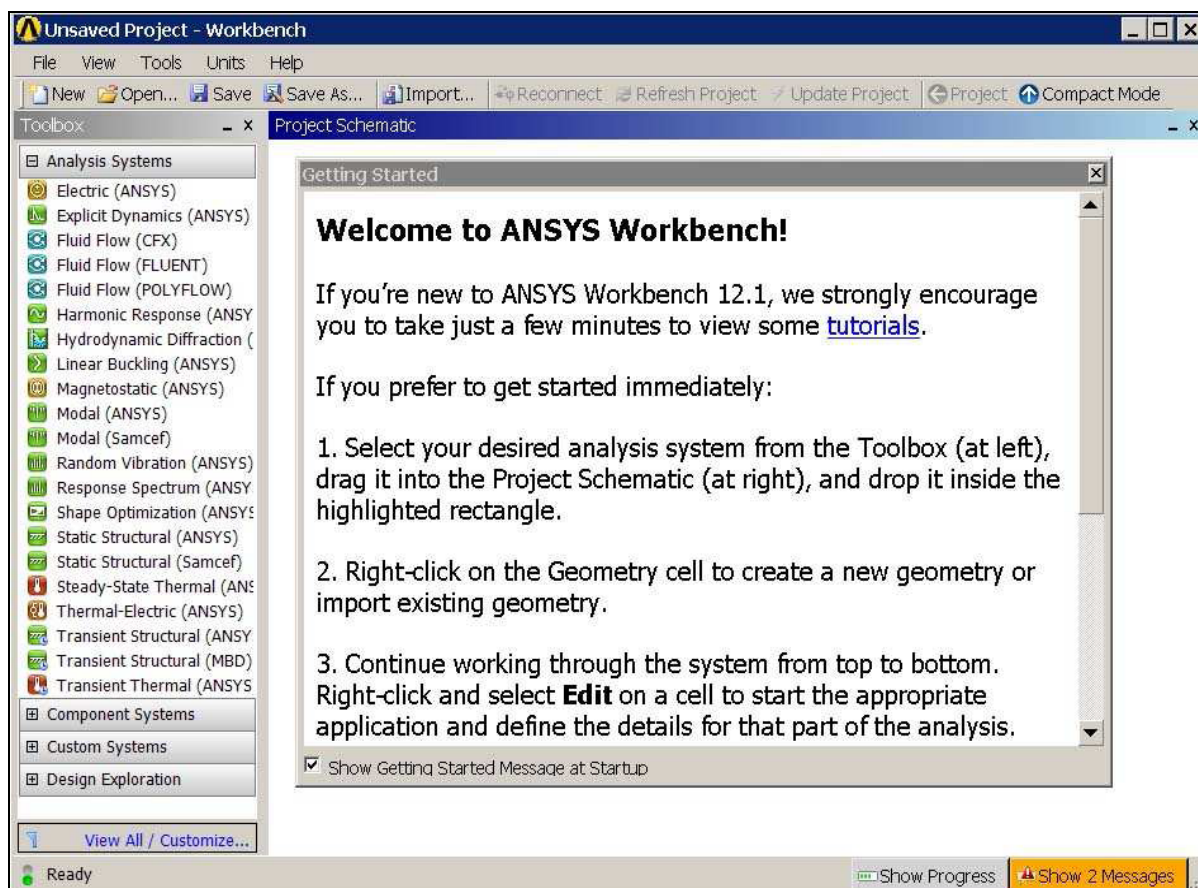 Unsaved Project - Workbench
File View Tools Units Help
New Open... Save Save As... Import... Reconnect Refresh Project Update Project Project Compact Mode
Toolbox
Project Schematic
Analysis Systems
Electric (ANSYS)
Explicit Dynamics (ANSYS)
Fluid Flow (CFX)
Fluid Flow (FLUENT)
Fluid Flow (POLYFLOW)
Harmonic Response (ANSY
Hydrodynamic Diffraction (
Linear Buckling (ANSYS)
Magnetostatic (ANSYS)
Modal (ANSYS)
Modal (Samcef)
Random Vibration (ANSYS)
Response Spectrum (ANSY
Shape Optimization (ANSYS
Static Structural (ANSYS)
Static Structural (Samcef)
Steady-State Thermal (ANS
Thermal-Electric (ANSYS)
Transient Structural (ANSY
Transient Structural (MBD)
Transient Thermal (ANSYS
Component Systems
Custom Systems
Design Exploration
View All / Customize...
Getting Started
Welcome to ANSYS Workbench!
If you're new to ANSYS Workbench 12.1, we strongly encourage
you to take just a few minutes to view some tutorials.
If you prefer to get started immediately:
1. Select your desired analysis system from the Toolbox (at left),
drag it into the Project Schematic (at right), and drop it inside the
highlighted rectangle.
2. Right-click on the Geometry cell to create a new geometry or
import existing geometry.
3. Continue working through the system from top to bottom.
Right-click and select Edit on a cell to start the appropriate
application and define the details for that part of the analysis.
Show Getting Started Message at Startup
Ready
Show Progress
Show 2 Messages